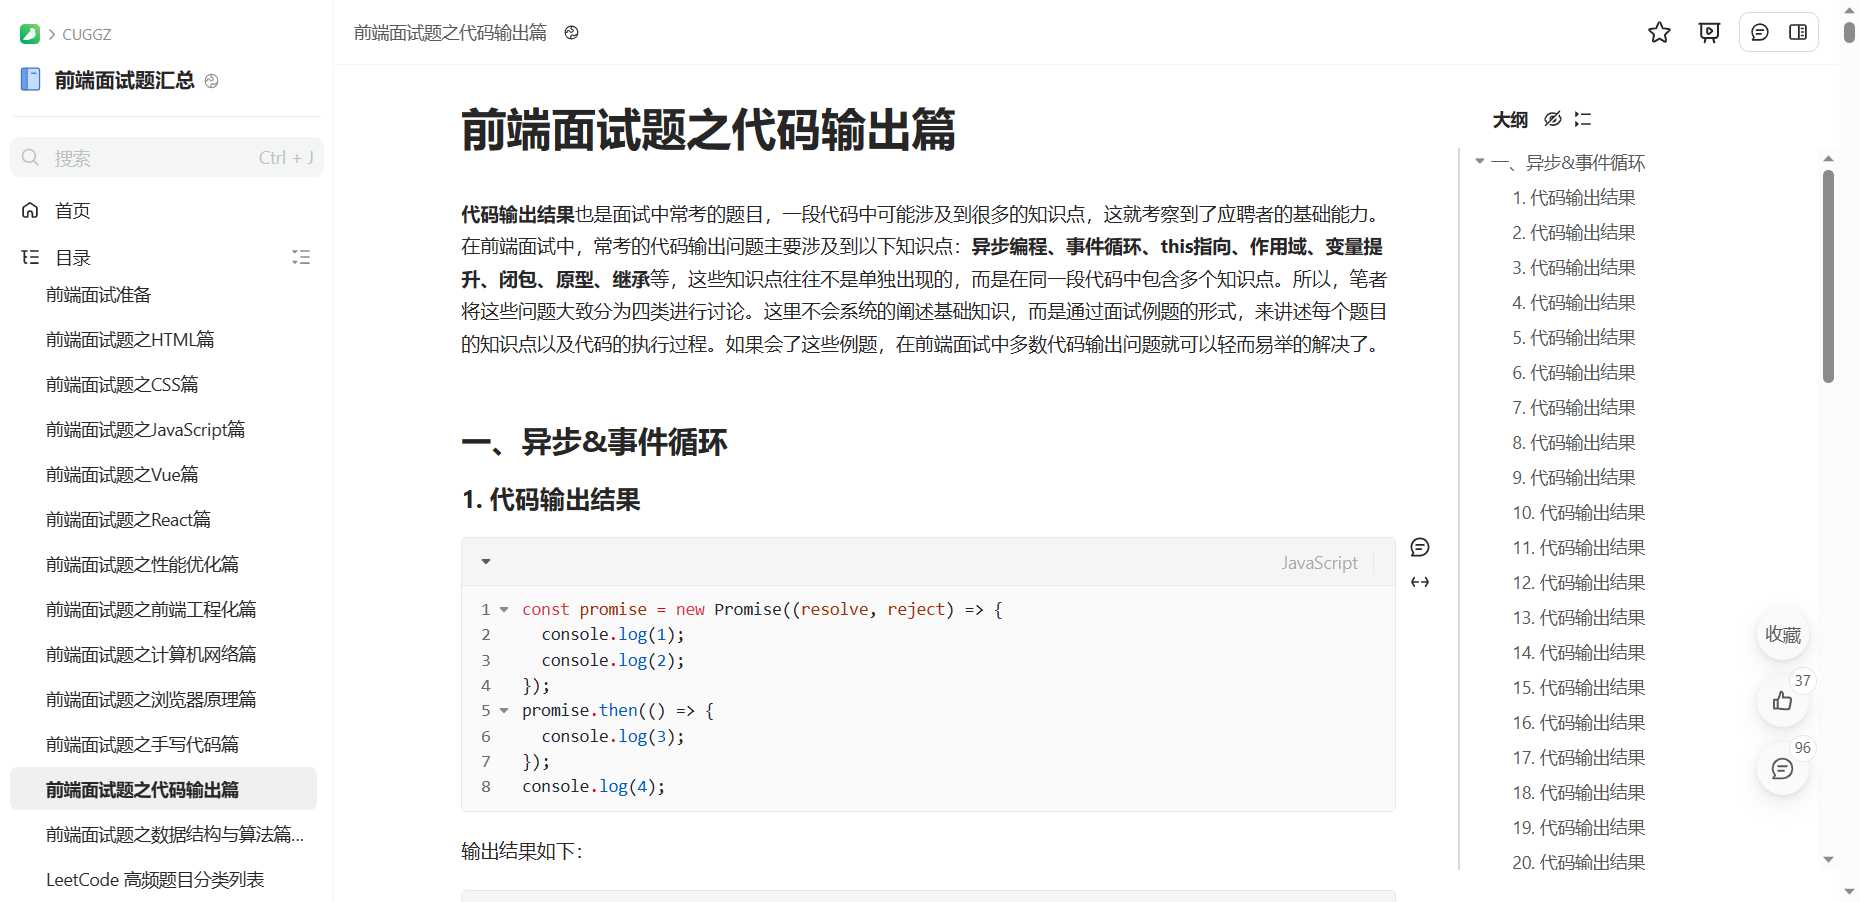 CUGGZ
前端面试题汇总
搜索 Ctrl + J
首页
目录
前端面试准备
前端面试题之HTML篇
前端面试题之CSS篇
前端面试题之JavaScript篇
前端面试题之Vue篇
前端面试题之React篇
前端面试题之性能优化篇
前端面试题之前端工程化篇
前端面试题之计算机网络篇
前端面试题之浏览器原理篇
前端面试题之手写代码篇
前端面试题之代码输出篇
前端面试题之数据结构与算法篇...
LeetCode 高频题目分类列表
前端面试题之代码输出篇
前端面试题之代码输出篇
代码输出结果也是面试中常考的题目，一段代码中可能涉及到很多的知识点，这就考察到了应聘者的基础能力。
在前端面试中，常考的代码输出问题主要涉及到以下知识点：异步编程、事件循环、this指向、作用域、变量提
升、闭包、原型、继承等，这些知识点往往不是单独出现的，而是在同一段代码中包含多个知识点。所以，笔者
将这些问题大致分为四类进行讨论。这里不会系统的阐述基础知识，而是通过面试例题的形式，来讲述每个题目
的知识点以及代码的执行过程。如果会了这些例题，在前端面试中多数代码输出问题就可以轻而易举的解决了。
一、异步&事件循环
1. 代码输出结果
JavaScript
1 const promise = new Promise((resolve, reject) => {
2   console.log(1);
3   console.log(2);
4 });
5 promise.then(() => {
6   console.log(3);
7 });
8 console.log(4);
输出结果如下：
大纲
一、异步&事件循环
1. 代码输出结果
2. 代码输出结果
3. 代码输出结果
4. 代码输出结果
5. 代码输出结果
6. 代码输出结果
7. 代码输出结果
8. 代码输出结果
9. 代码输出结果
10. 代码输出结果
11. 代码输出结果
12. 代码输出结果
13. 代码输出结果
14. 代码输出结果
15. 代码输出结果
16. 代码输出结果
17. 代码输出结果
18. 代码输出结果
19. 代码输出结果
20. 代码输出结果
收藏
37
96